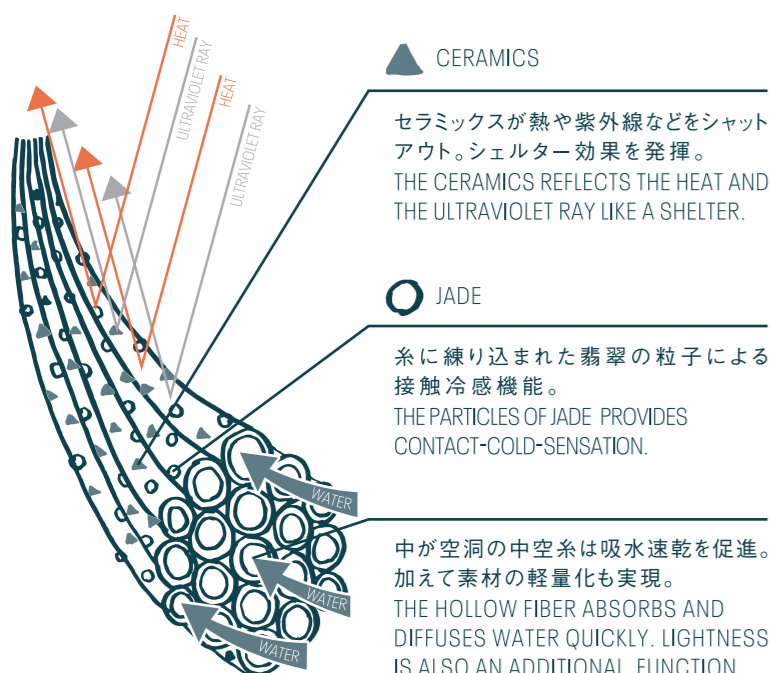 HEAT
ULTRAVIOLET RAY
HEAT
ULTRAVIOLET RAY
CERAMICS
セラミックスが熱や紫外線などをシャット
アウト。シェルター効果を発揮。
THE CERAMICS REFLECTS THE HEAT AND
THE ULTRAVIOLET RAY LIKE A SHELTER.
JADE
糸に練り込まれた翡翠の粒子による
接触冷感機能。
THE PARTICLES OF JADE PROVIDES
CONTACT-COLD-SENSATION.
WATER
WATER
WATER
中が空洞の中空糸は吸水速乾を促進。
加えて素材の軽量化も実現。
THE HOLLOW FIBER ABSORBS AND
DIFFUSES WATER QUICKLY. LIGHTNESS
IS ALSO AN ADDITIONAL FUNCTION